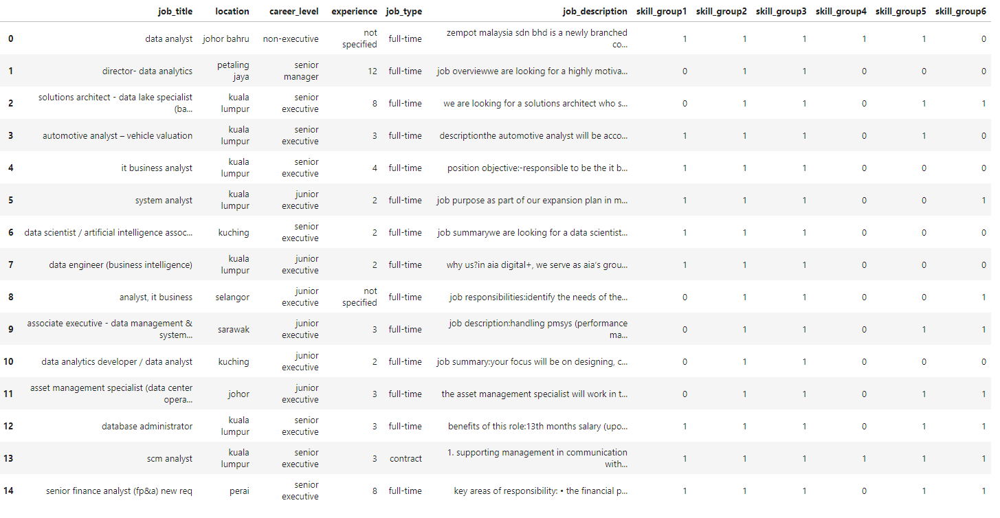 job_title location career_level experience job_type job_description skill_group1 skill_group2 skill_group3 skill_group4 skill_group5 skill_group6
0 data analyst johor bahru non-executive not specified full-time zempot malaysia sdn bhd is a newly branched co... 1 1 1 1 1 0
1 director- data analytics petaling jaya senior manager 12 full-time job overviewwe are looking for a highly motiva... 0 1 1 0 0 0
2 solutions architect - data lake specialist (ba... kuala lumpur senior executive 8 full-time we are looking for a solutions architect who s... 0 1 1 0 1 1
3 automotive analyst – vehicle valuation kuala lumpur senior executive 3 full-time descriptionthe automotive analyst will be acco... 1 1 1 0 1 0
4 it business analyst kuala lumpur senior executive 4 full-time position objective:-responsible to be the it b... 1 1 1 0 0 0
5 system analyst kuala lumpur junior executive 2 full-time job purpose as part of our expansion plan in m... 1 1 1 0 0 1
6 data scientist / artificial intelligence assoc... kuching senior executive 2 full-time job summarywe are looking for a data scientist... 1 1 1 0 0 0
7 data engineer (business intelligence) kuala lumpur junior executive 2 full-time why us?in aia digital+, we serve as aia's grou... 1 1 1 0 0 0
8 analyst, it business selangor junior executive not specified full-time job responsibilities:identify the needs of the... 0 1 1 0 0 1
9 associate executive - data management & system... sarawak junior executive 3 full-time job description:handling pmsys (performance ma... 0 1 1 0 1 1
10 data analytics developer / data analyst kuching junior executive 2 full-time job summary:your focus will be on designing, c... 0 1 1 0 0 0
11 asset management specialist (data center opera... johor junior executive 3 full-time the asset management specialist will work in t... 0 1 1 0 1 1
12 database administrator kuala lumpur senior executive 3 full-time benefits of this role:13th months salary (upo... 1 1 1 0 1 1
13 scm analyst kuala lumpur senior executive 3 contract 1. supporting management in communication with... 1 1 1 1 1 1
14 senior finance analyst (fp&a) new req perai senior executive 8 full-time key areas of responsibility: • the financial p... 1 1 1 0 1 1